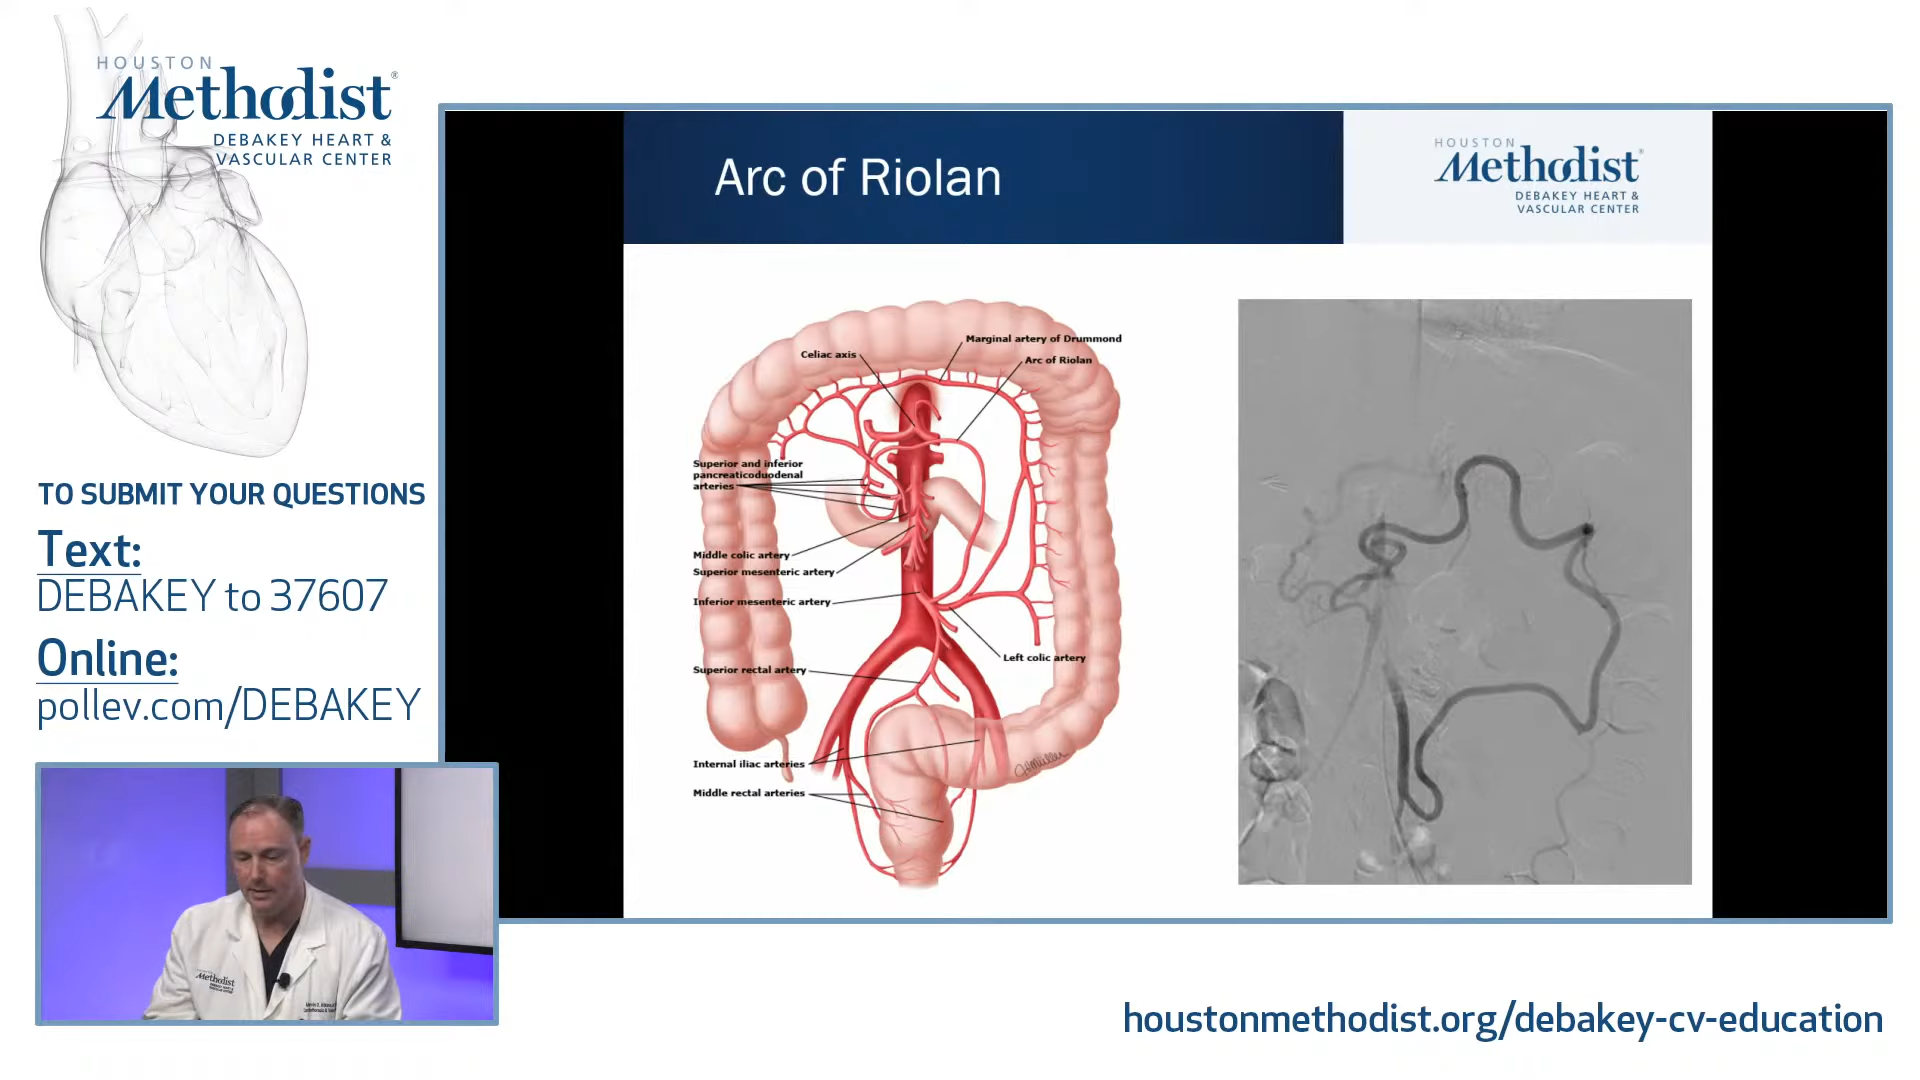 HOUSTON
Methodist®
DEBAKEY HEART &
VASCULAR CENTER
TO SUBMIT YOUR QUESTIONS
Text:
DEBAKEY to 37607
Online:
pollev.com/DEBAKEY
Arc of Riolan
HOUSTON
Methodist®
DEBAKEY HEART &
VASCULAR CENTER
Marginal artery of Drummond
Celiac axis
Arc of Riolan
Superior and inferior
pancreaticoduodenal
arteries
Middle colic artery
Superior mesenteric artery
Inferior mesenteric artery
Left colic artery
Superior rectal artery
Internal iliac arteries
Middle rectal arteries
Methodist
houstonmethodist.org/debakey-cv-education